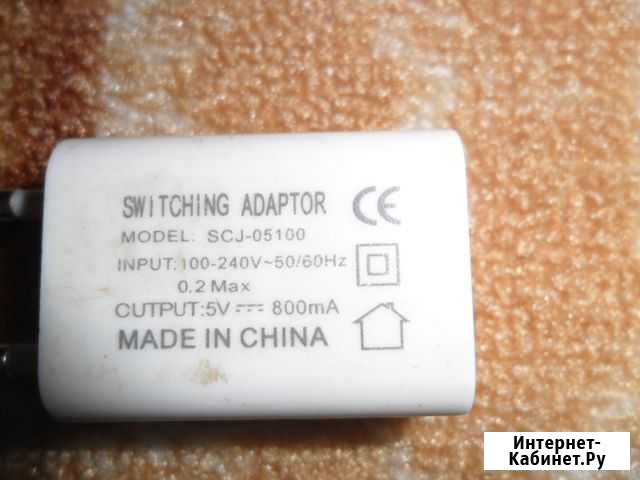 SWITCHING ADAPTOR CE
MODEL: SCJ-05100
INPUT:100-240V~50/60Hz
0.2 Max
CUTPUT:5V 800mA
MADE IN CHINA
Интернет-
Кабинет.Ру